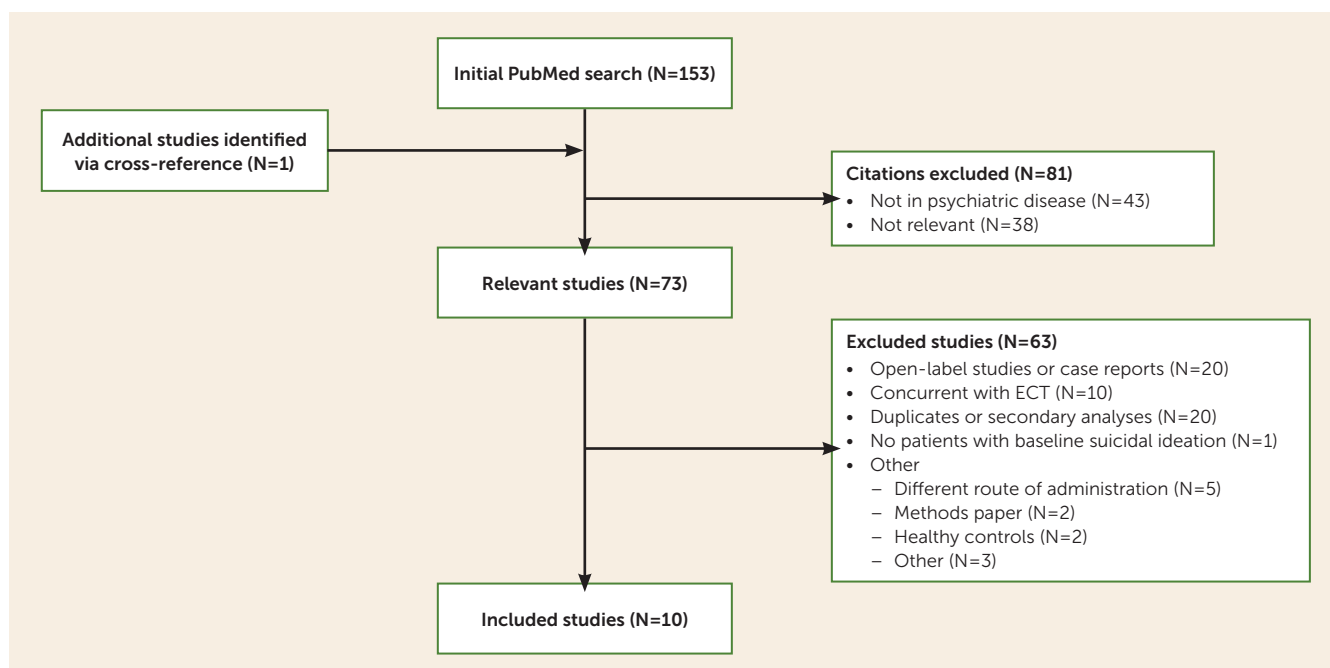 Initial PubMed search (N=153)
Additional studies identified
via cross-reference (N=1)
Citations excluded (N=81)
• Not in psychiatric disease (N=43)
• Not relevant (N=38)
Relevant studies (N=73)
Excluded studies (N=63)
• Open-label studies or case reports (N=20)
• Concurrent with ECT (N=10)
• Duplicates or secondary analyses (N=20)
• No patients with baseline suicidal ideation (N=1)
• Other
– Different route of administration (N=5)
– Methods paper (N=2)
– Healthy controls (N=2)
– Other (N=3)
Included studies (N=10)